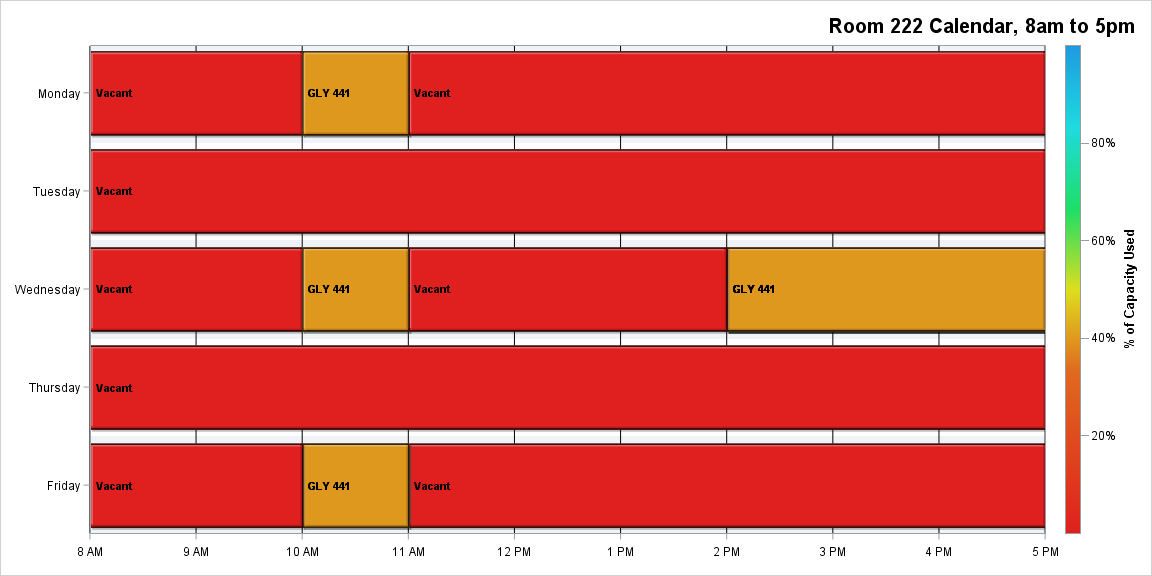 Room 222 Calendar, 8am to 5pm
Monday
Vacant
GLY 441
Vacant
Tuesday
Vacant
Wednesday
Vacant
GLY 441
Vacant
GLY 441
Thursday
Vacant
Friday
Vacant
GLY 441
Vacant
8 AM
9 AM
10 AM
11 AM
12 PM
1 PM
2 PM
3 PM
4 PM
5 PM
80%
60%
40%
20%
% of Capacity Used